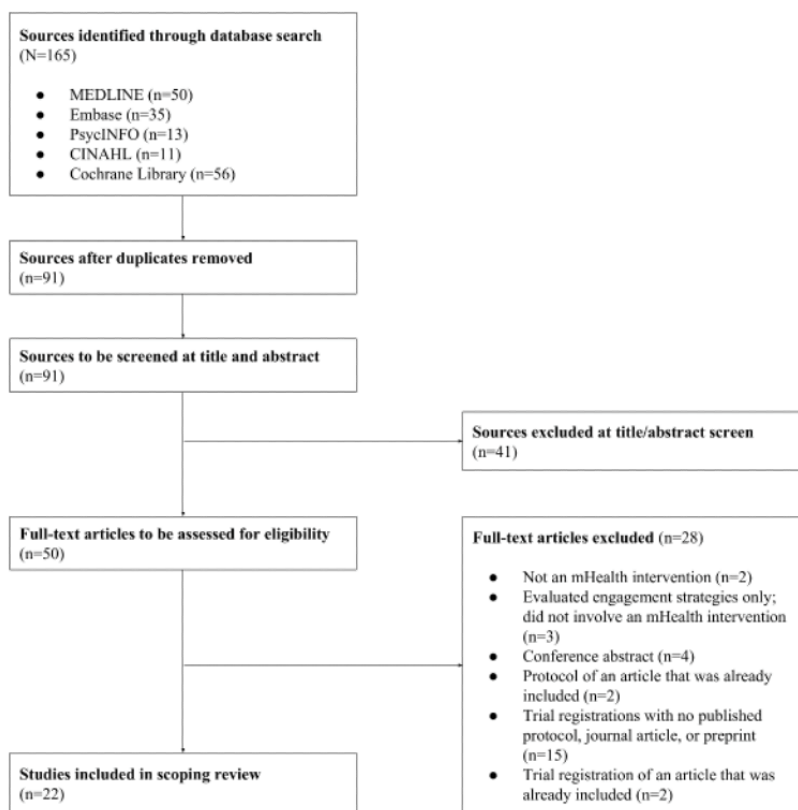 Sources identified through database search
(N=165)
● MEDLINE (n=50)
● Embase (n=35)
● PsycINFO (n=13)
● CINAHL (n=11)
● Cochrane Library (n=56)
Sources after duplicates removed
(n=91)
Sources to be screened at title and abstract
(n=91)
Sources excluded at title/abstract screen
(n=41)
Full-text articles to be assessed for eligibility
(n=50)
Full-text articles excluded (n=28)
● Not an mHealth intervention (n=2)
● Evaluated engagement strategies only;
did not involve an mHealth intervention
(n=3)
● Conference abstract (n=4)
● Protocol of an article that was already
included (n=2)
● Trial registrations with no published
protocol, journal article, or preprint
(n=15)
● Trial registration of an article that was
already included (n=2)
Studies included in scoping review
(n=22)